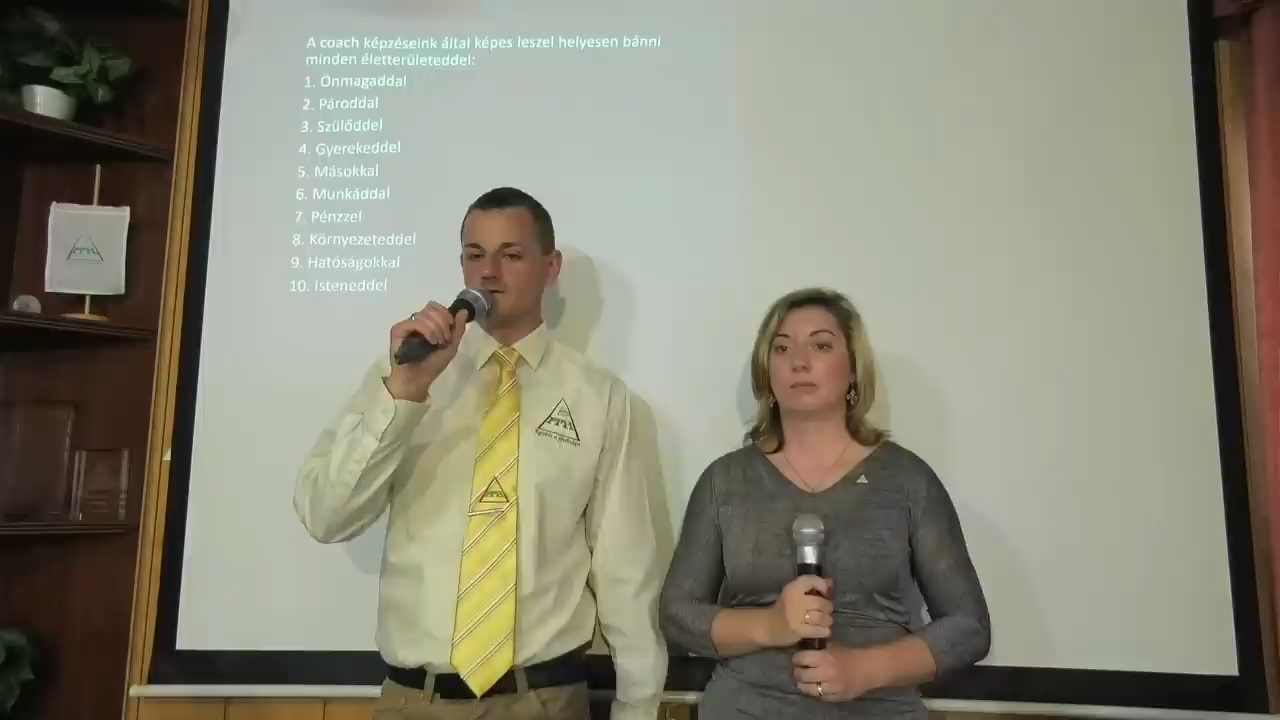 A coach képzéseink által képes leszel helyesen bánni
minden életterületeddel:
1. Önmagaddal
2. Pároddal
3. Szülőddel
4. Gyerekeddel
5. Másokkal
6. Munkáddal
7. Pénzzel
8. Környezeteddel
9. Hatóságokkal
10. Isteneddel